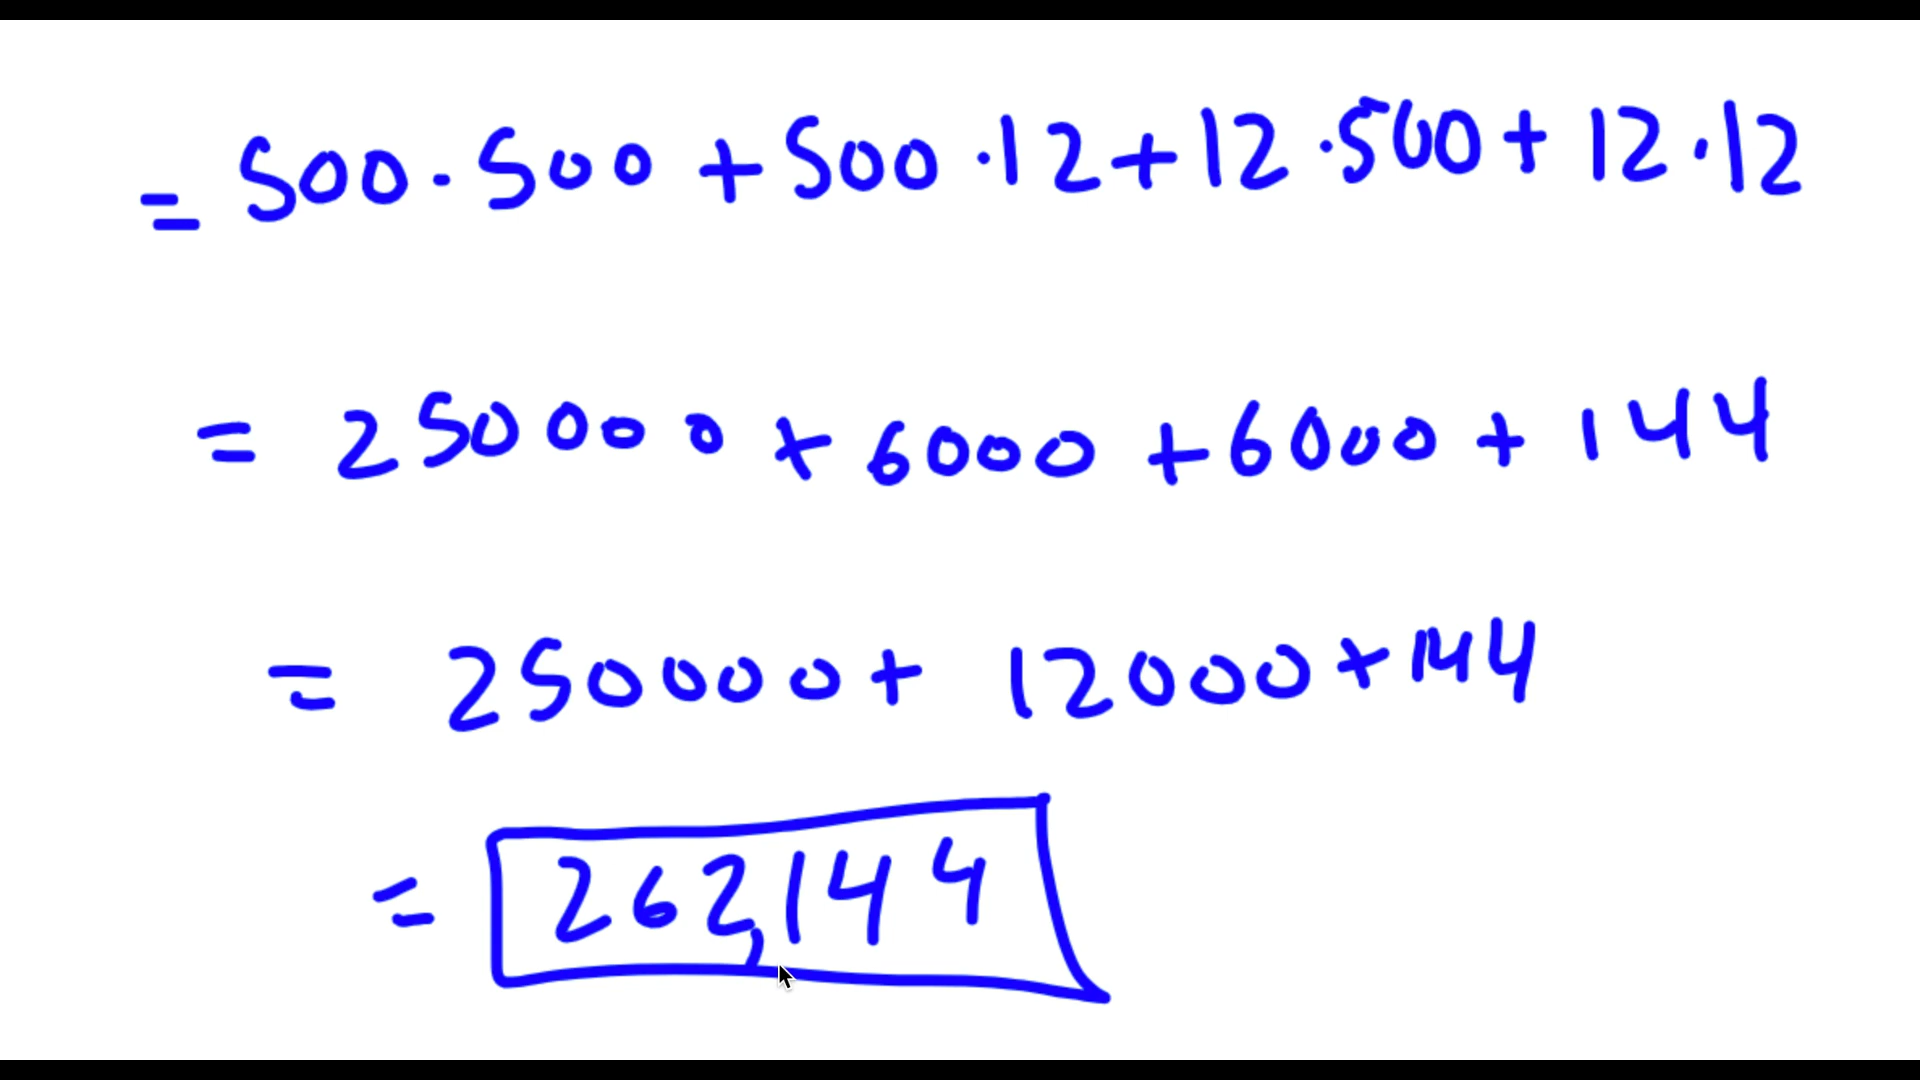 = 500·500 + 500·12 + 12·500 + 12·12
= 250000 + 6000 + 6000 + 144
= 250000 + 12000 + 144
= 262,144